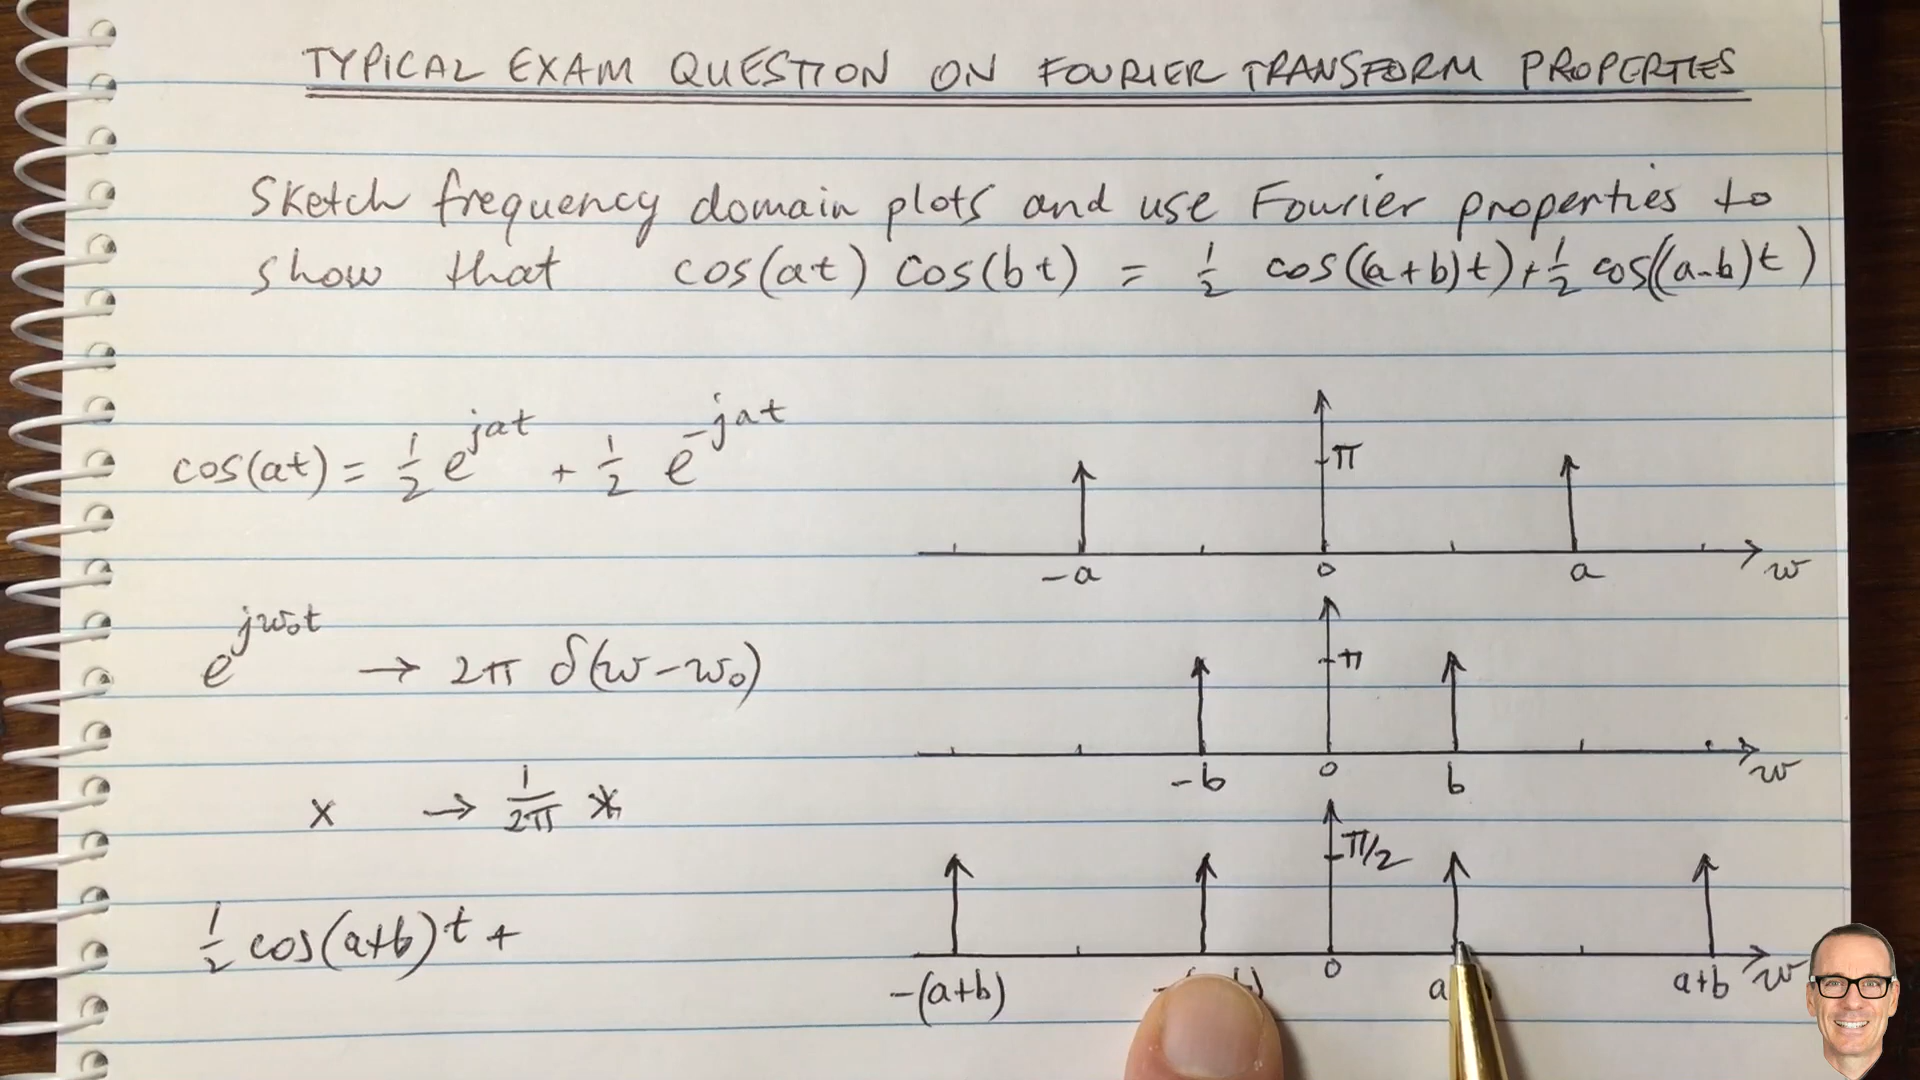 TYPICAL EXAM QUESTION ON FOURIER TRANSFORM PROPERTIES
Sketch frequency domain plots and use Fourier properties to
show that cos(at) cos(bt) = 1/2 cos((a+b)t) + 1/2 cos((a-b)t)
cos(at) = 1/2 e^{jat} + 1/2 e^{-jat}
π
-a 0 a w
e^{jw₀t} → 2π δ(w-w₀)
π
-b 0 b w
x → 1/2π *
π/2
1/2 cos(a+b)t +
-(a+b) 0 a a+b w